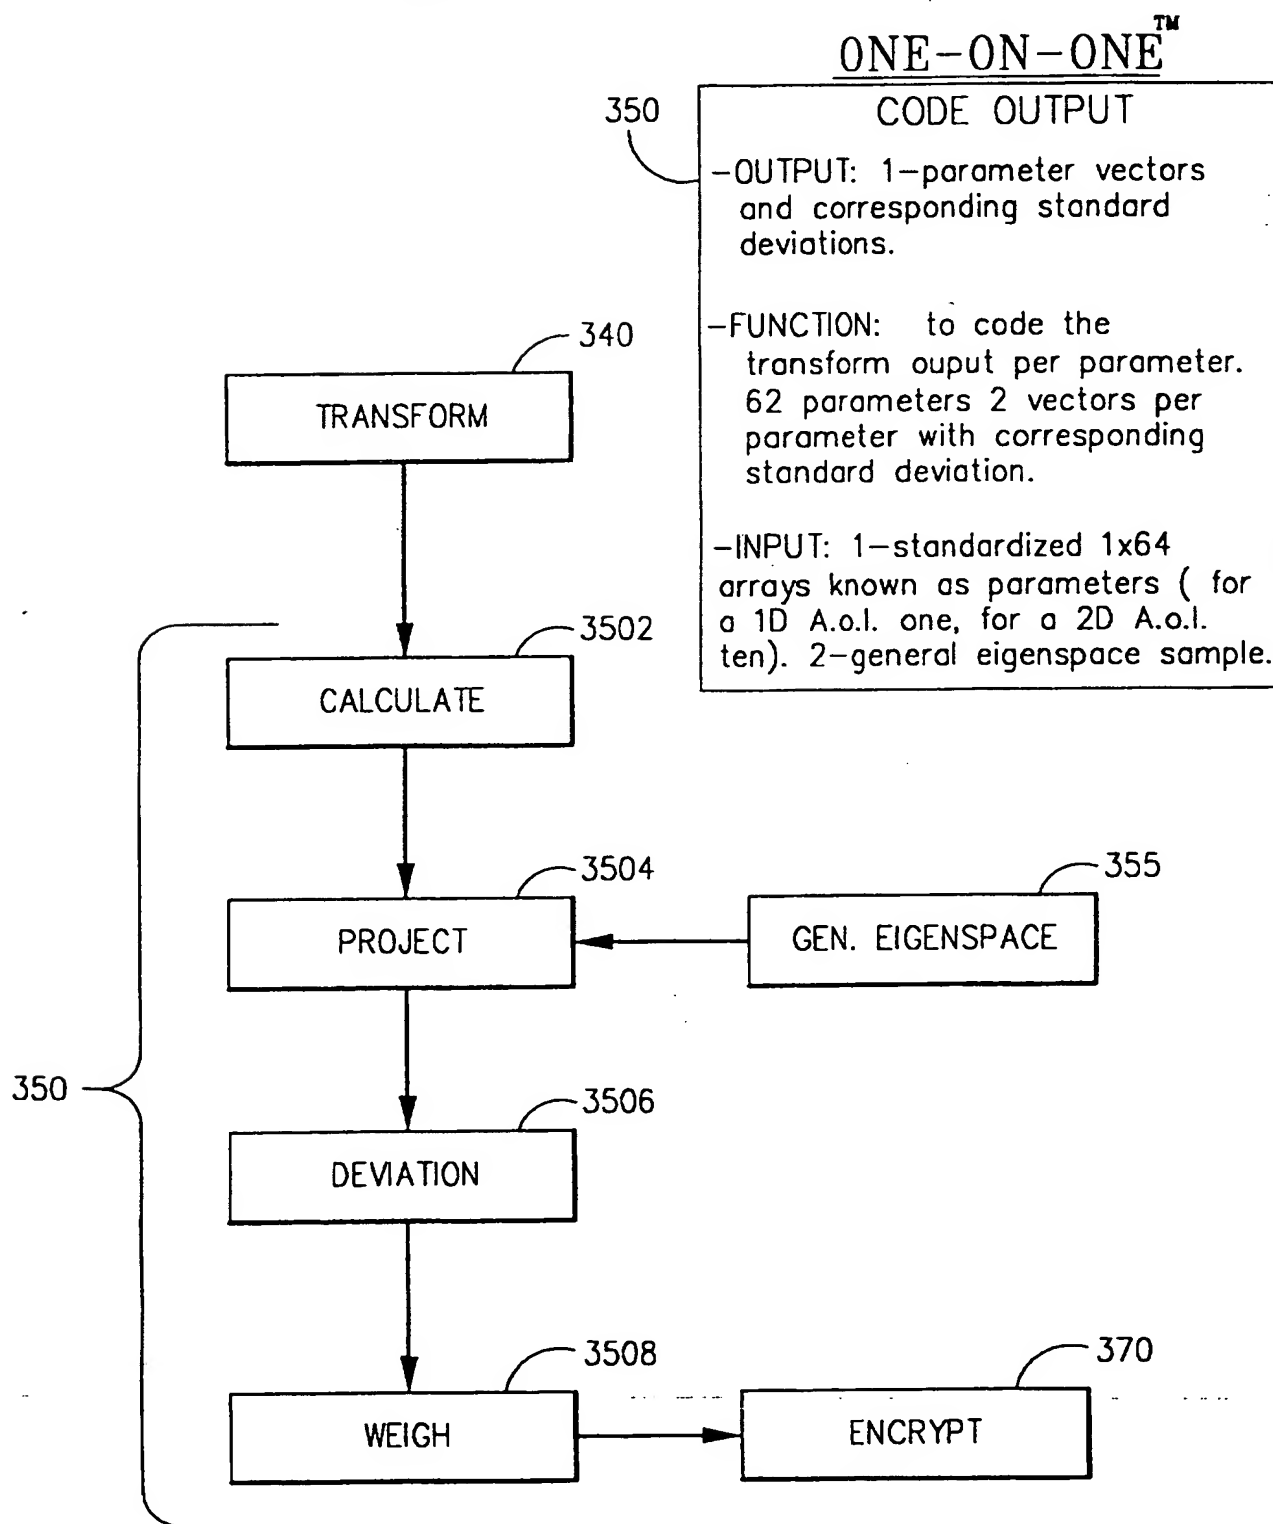 ONE-ON-ONE™
350
CODE OUTPUT
-OUTPUT: 1-parameter vectors
and corresponding standard
deviations.
-FUNCTION: to code the
transform ouput per parameter.
62 parameters 2 vectors per
parameter with corresponding
standard deviation.
-INPUT: 1-standardized 1x64
arrays known as parameters ( for
a 1D A.o.I. one, for a 2D A.o.I.
ten). 2-general eigenspace sample.
340
TRANSFORM
3502
CALCULATE
3504
PROJECT
355
GEN. EIGENSPACE
350
3506
DEVIATION
3508
WEIGH
370
ENCRYPT